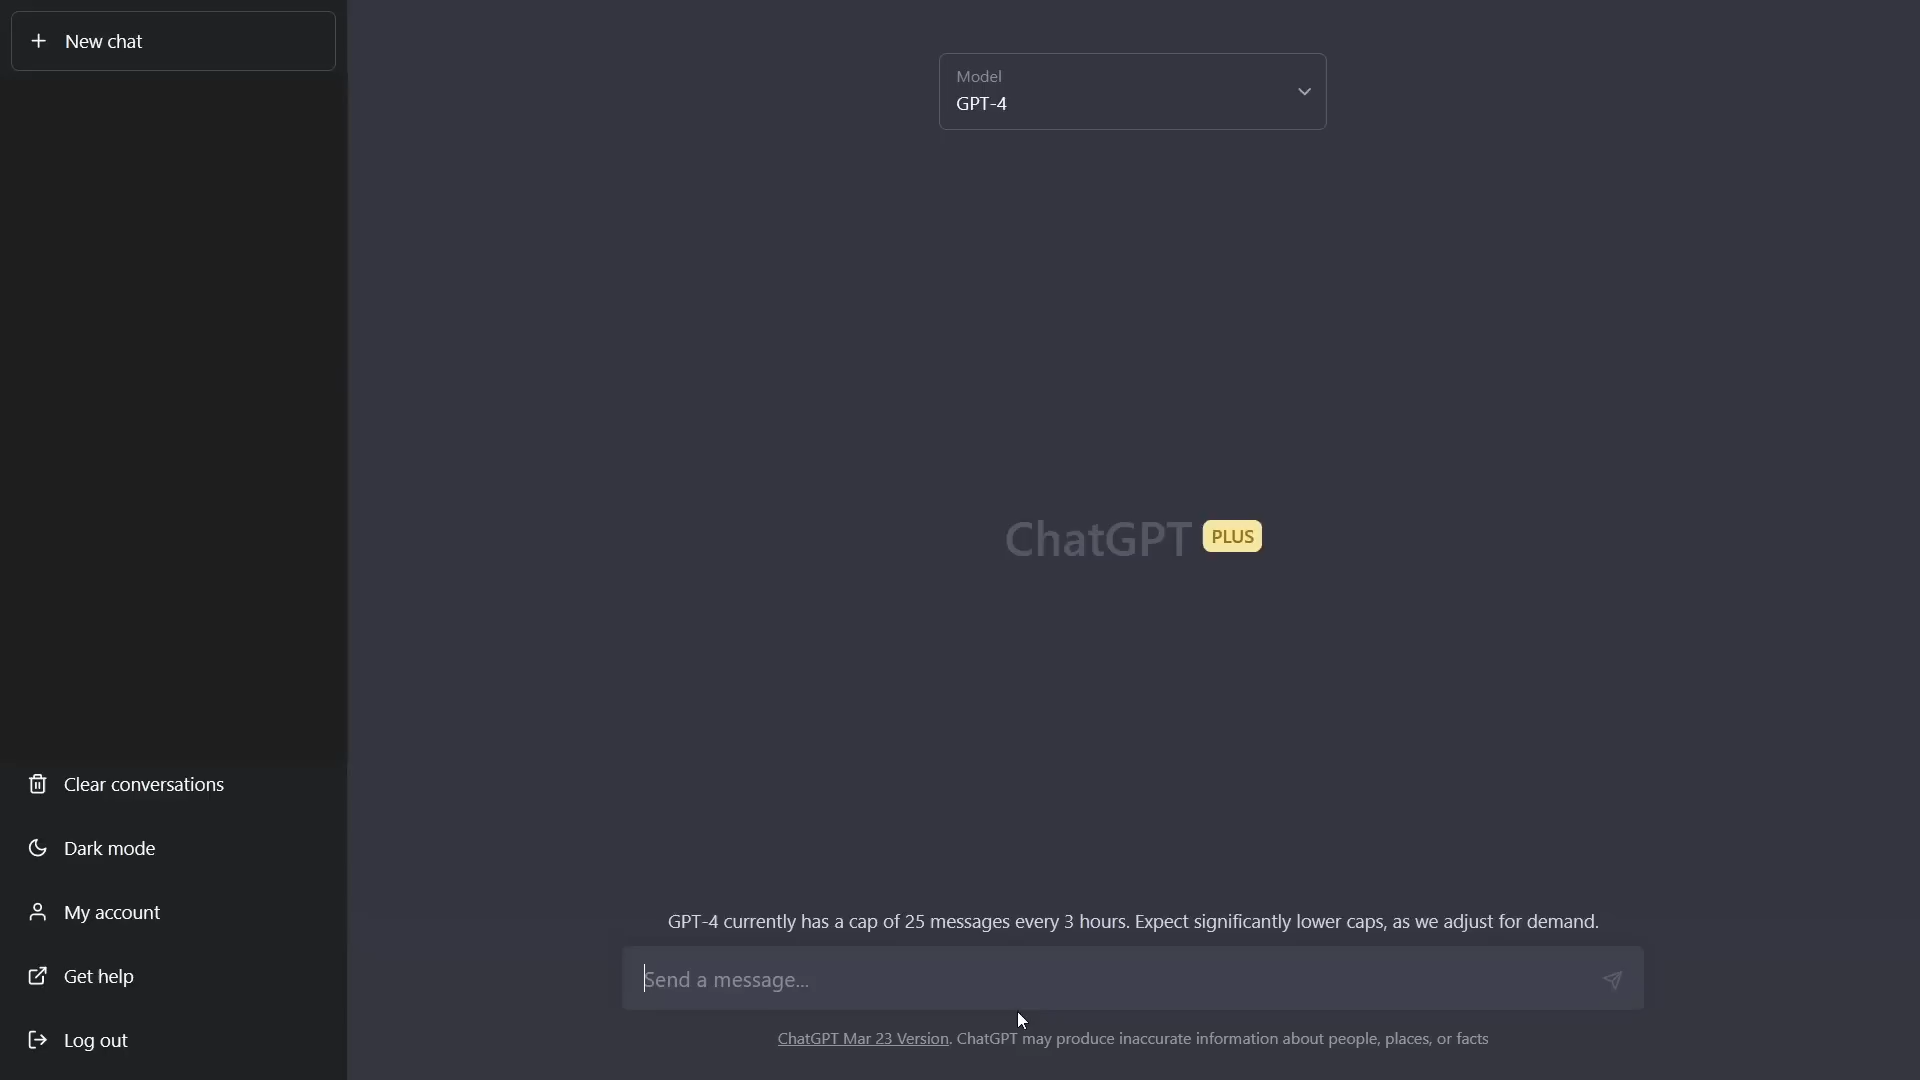 New chat
Model
GPT-4
ChatGPT PLUS
Clear conversations
Dark mode
My account
Get help
Log out
GPT-4 currently has a cap of 25 messages every 3 hours. Expect significantly lower caps, as we adjust for demand.
Send a message...
ChatGPT Mar 23 Version. ChatGPT may produce inaccurate information about people, places, or facts